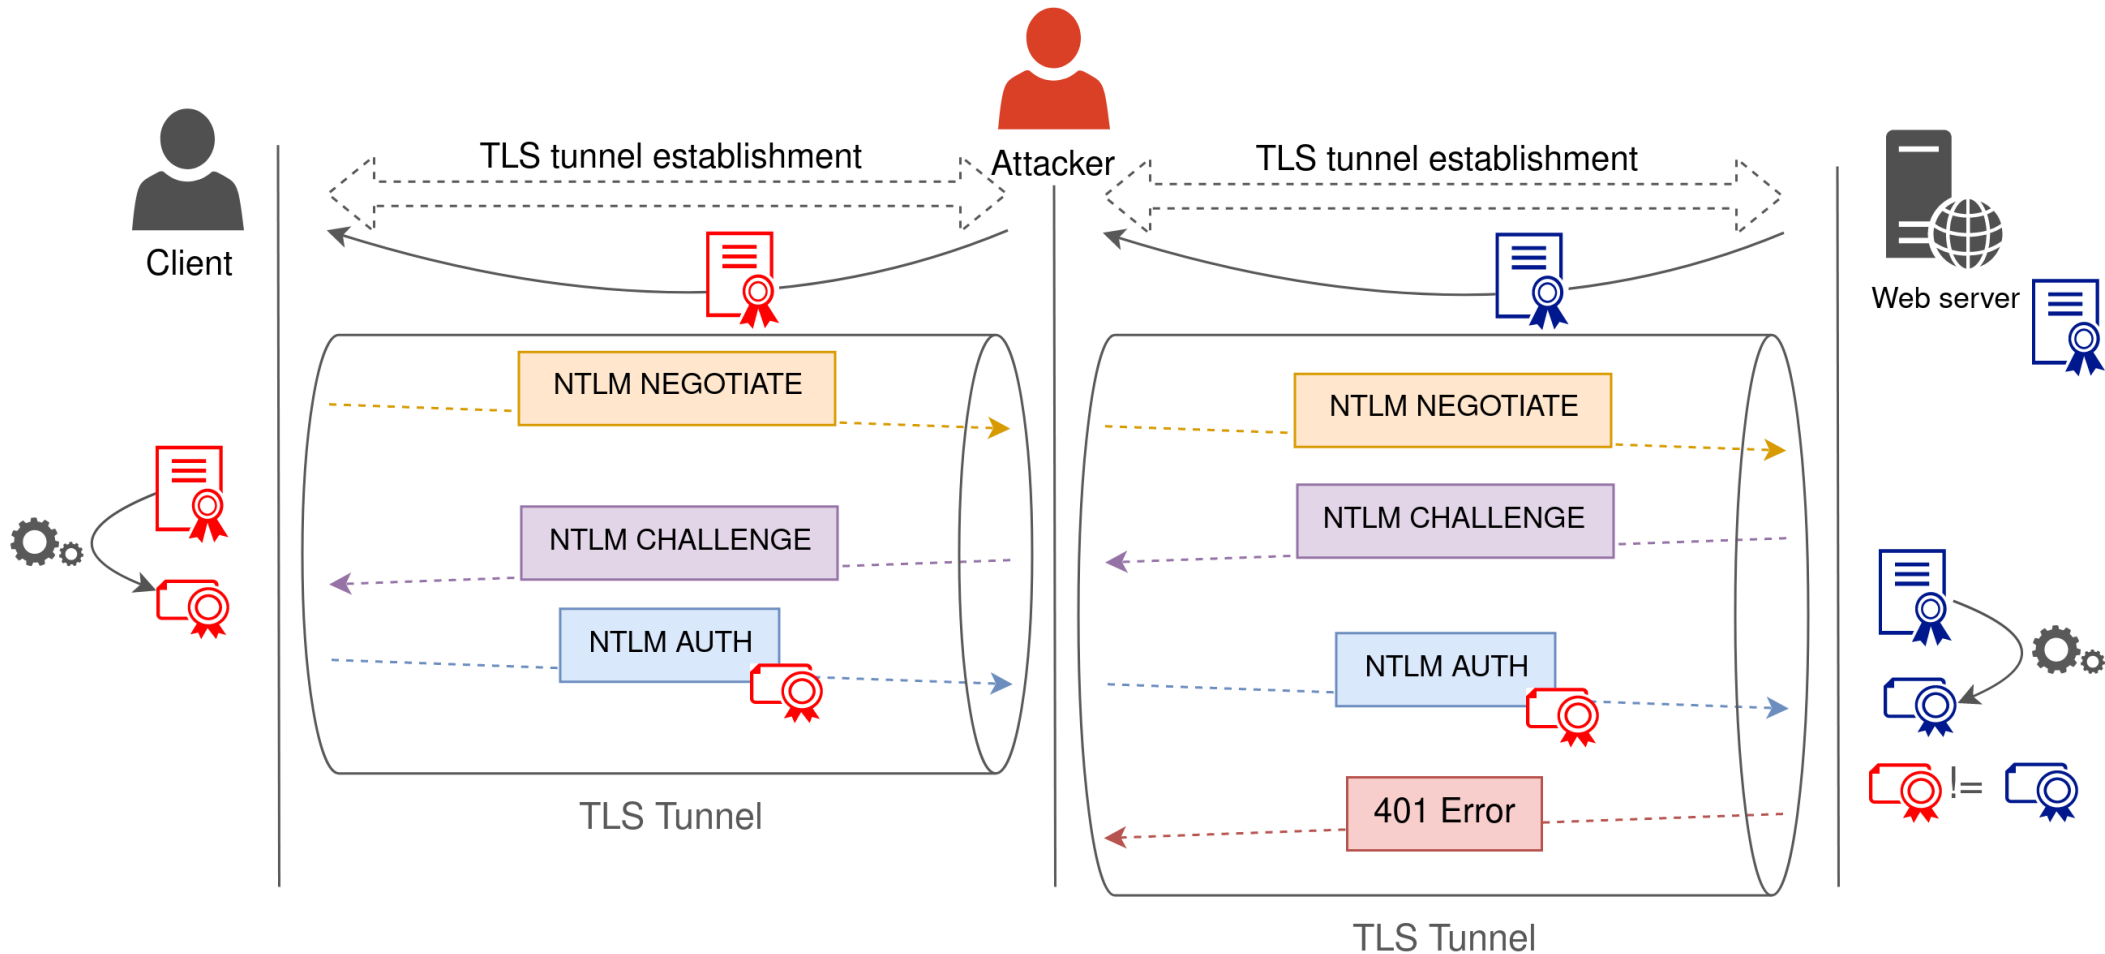 Attacker
TLS tunnel establishment
TLS tunnel establishment
Client
Web server
NTLM NEGOTIATE
NTLM NEGOTIATE
NTLM CHALLENGE
NTLM CHALLENGE
NTLM AUTH
NTLM AUTH
!=
401 Error
TLS Tunnel
TLS Tunnel